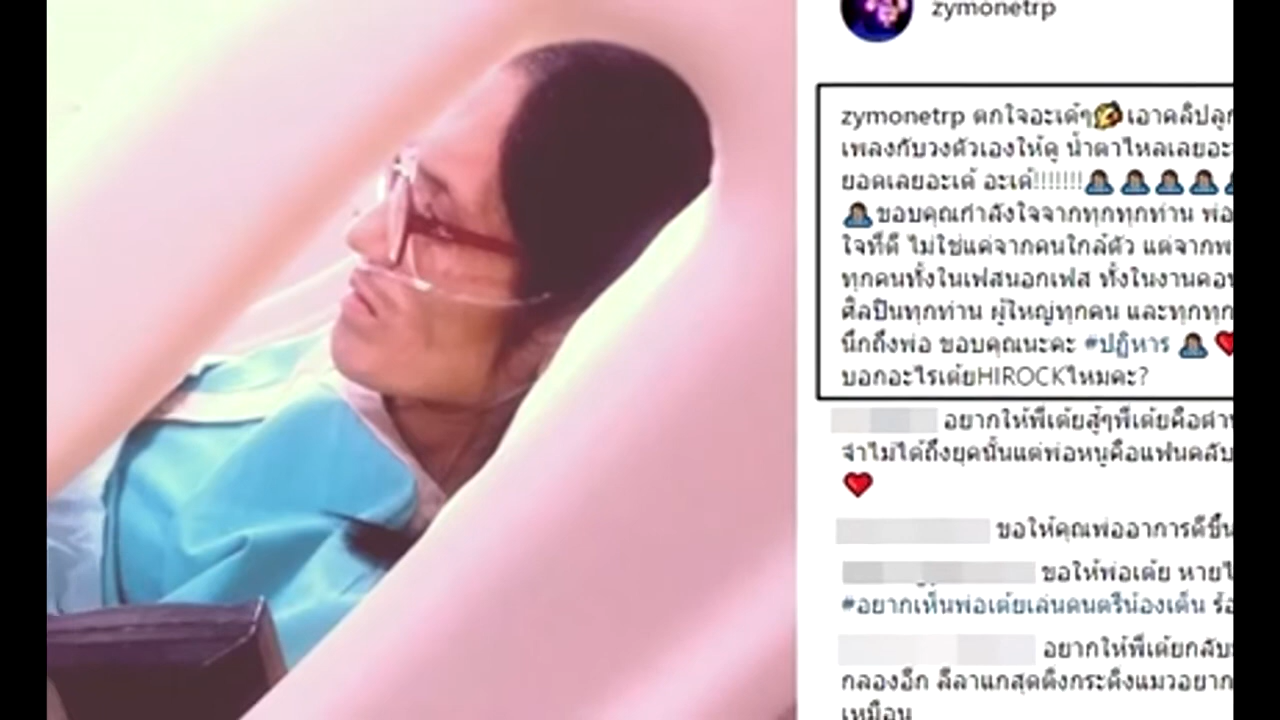 zymonetrp
zymonetrp ตกใจอะเด้ๆ เอาคลิปลูก
เพลงกับวงตัวเองให้ดู น้ำตาไหลเลยอะ
ยอดเลยอะเด้ อะเด้!!!!!!!
ขอบคุณกำลังใจจากทุกทุกท่าน พ่อ
ใจที่ดี ไม่ใช่แค่จากคนใกล้ตัว แต่จากพ
ทุกคนทั้งในเฟสนอกเฟส ทั้งในงานคอน
ศิลปินทุกท่าน ผู้ใหญ่ทุกคน และทุกทุก
นึกถึงพ่อ ขอบคุณนะคะ #ปฏิหาร
บอกอะไรเต้ยHIROCKไหมคะ?
อยากให้พี่เต้ยสู้ๆพี่เต้ยคือตำ
จำไม่ได้ถึงยุคนั้นแต่พ่อหนูคือแฟนคลับ
ขอให้คุณพ่ออาการดีขึ้น
ขอให้พ่อเต้ย หายไ
#อยากเห็นพ่อเต้ยเล่นดนตรีน้องเต็น ร้อ
อยากให้พี่เต้ยกลับ
กลองอีก ลีลาแกสุดติ่งกระดิ่งแมวอยาก
เหมือน